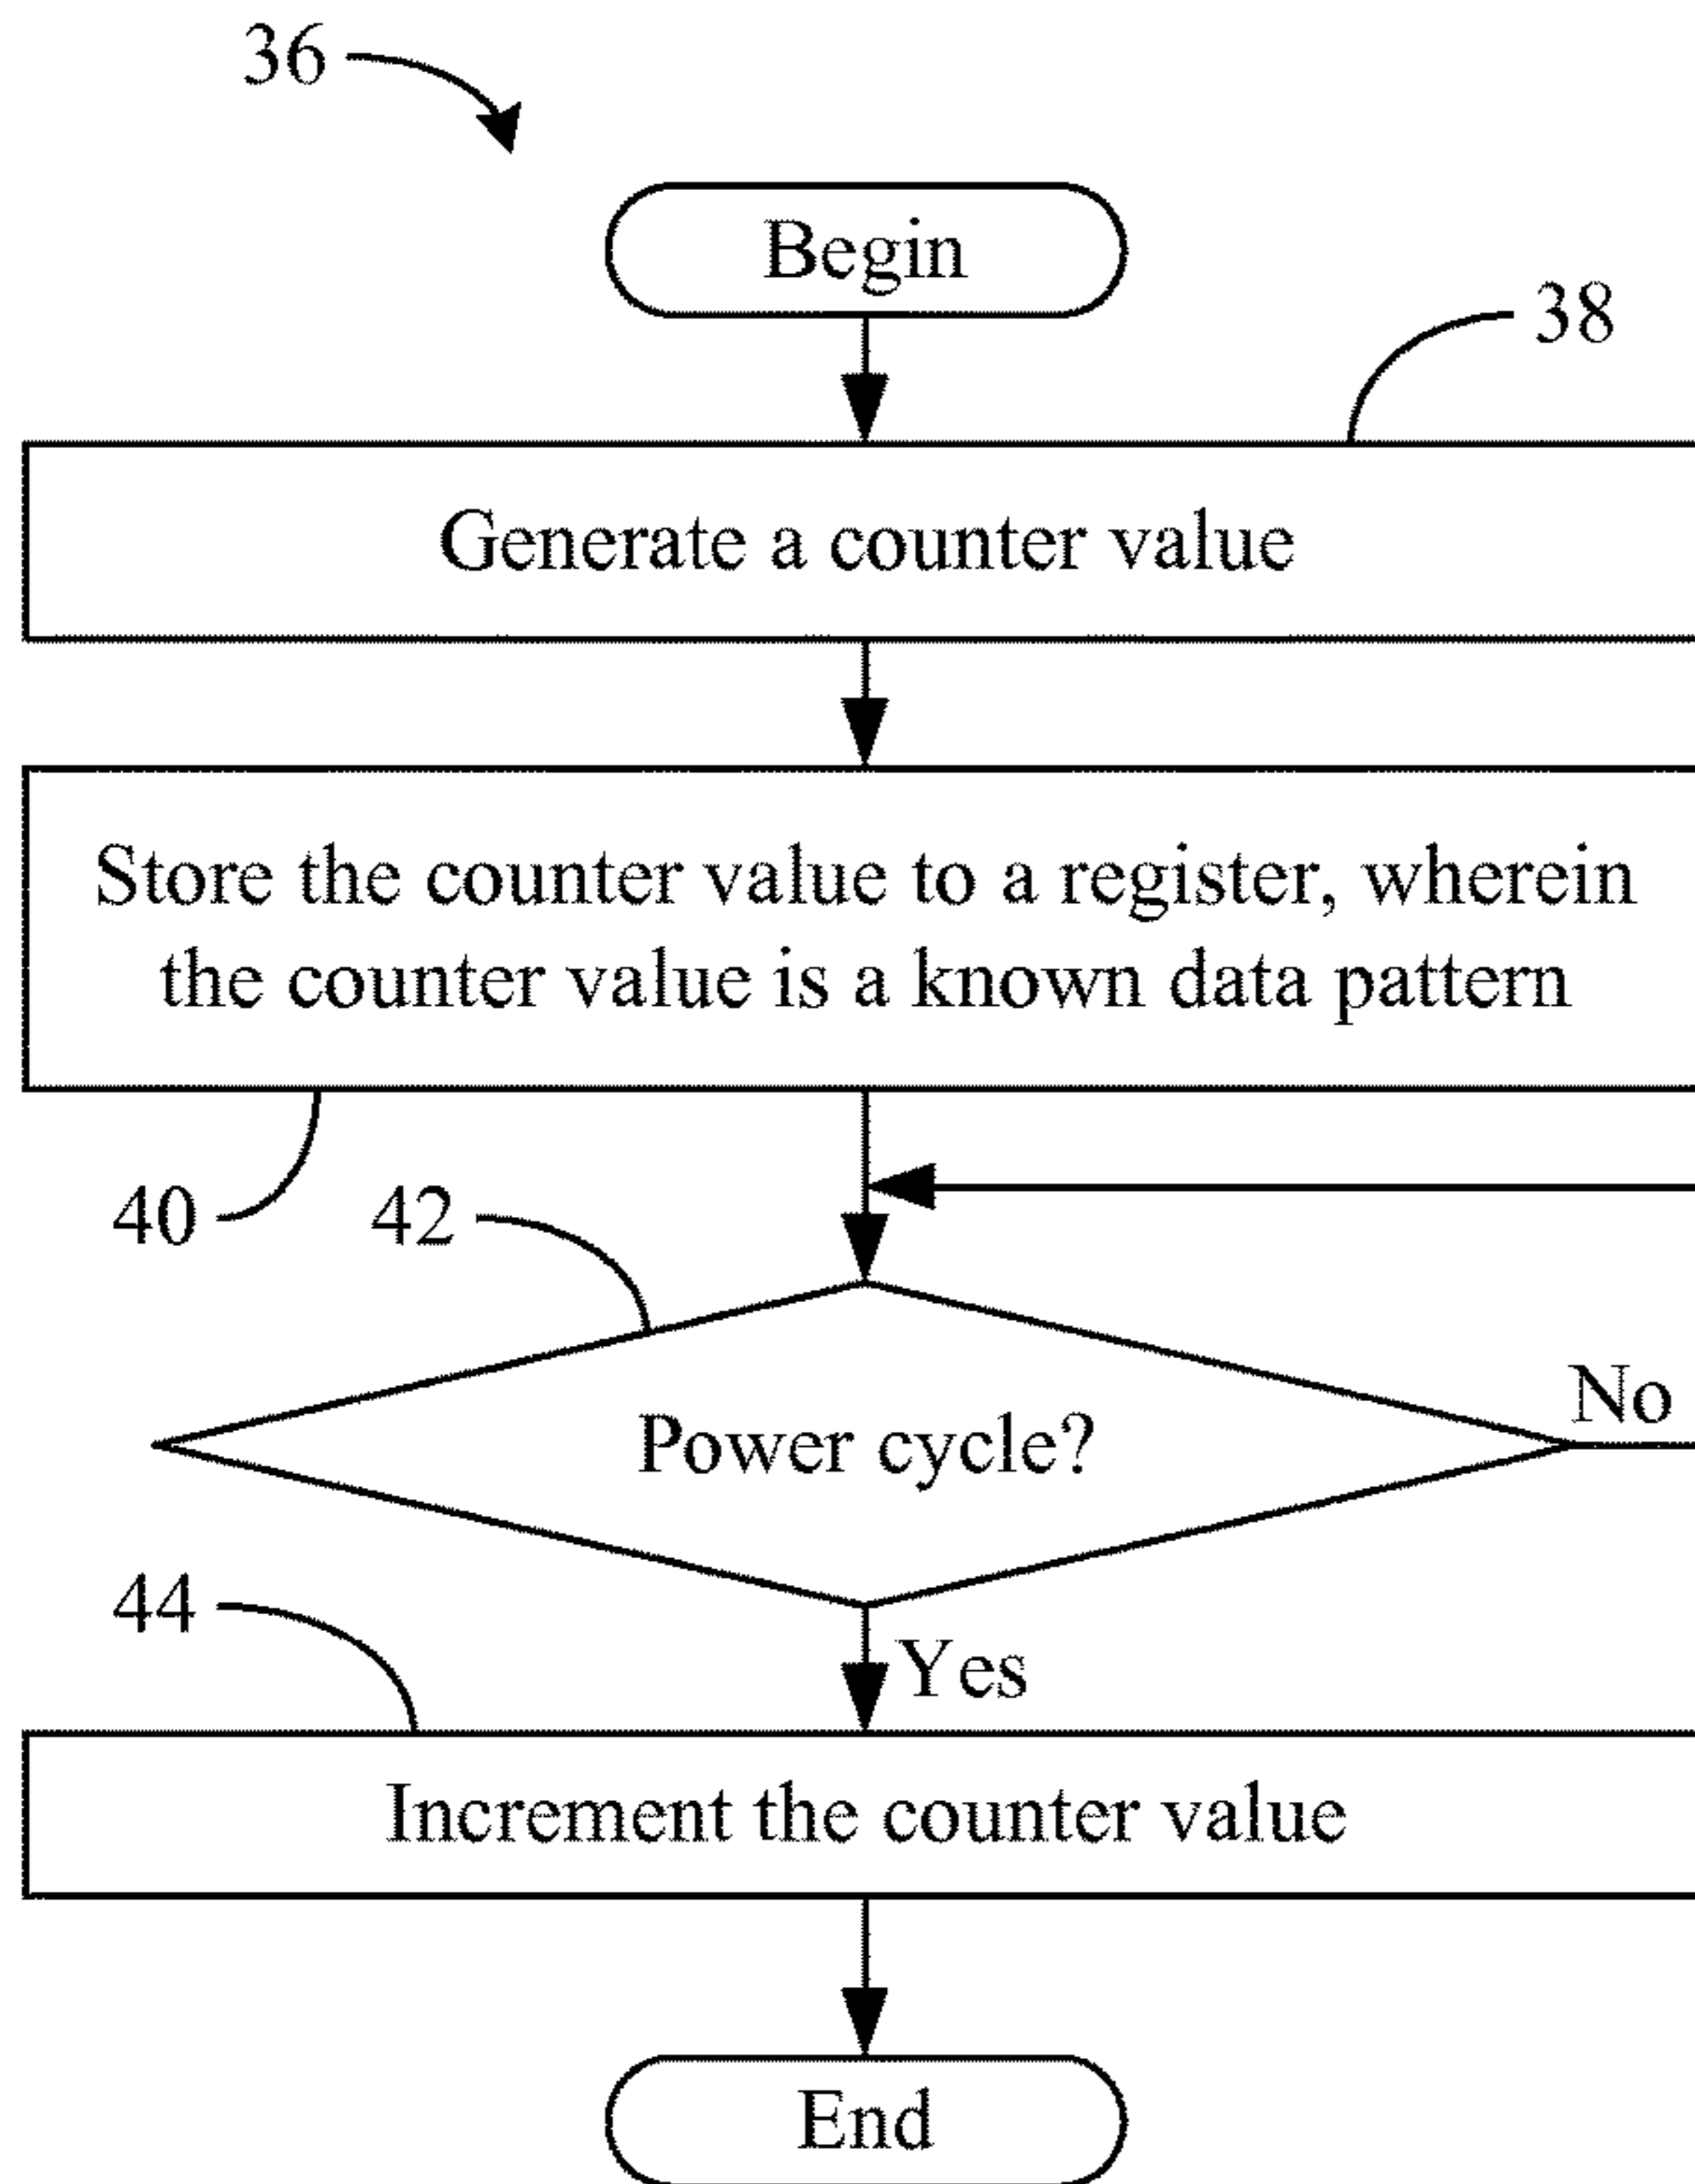 36
Begin
38
Generate a counter value
Store the counter value to a register, wherein
the counter value is a known data pattern
40
42
No
Power cycle?
44
Yes
Increment the counter value
End